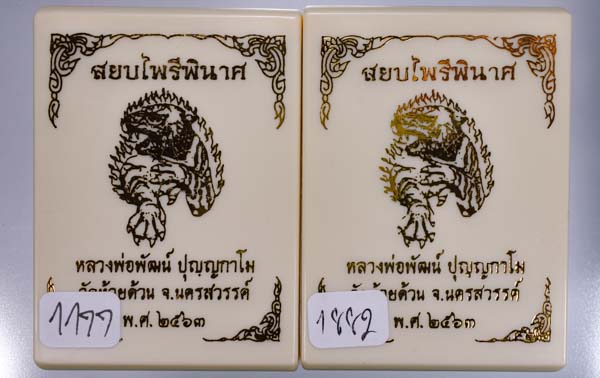 สยบไพรีพินาศ
หลวงพ่อพัฒน์ ปุญฺญกาโม
วัดห้วยด้วน จ.นครสวรรค์
พ.ศ. ๒๕๖๓
1177
สยบไพรีพินาศ
หลวงพ่อพัฒน์ ปุญฺญกาโม
ห้วยด้วน จ.นครสวรรค์
พ.ศ. ๒๕๖๓
1882